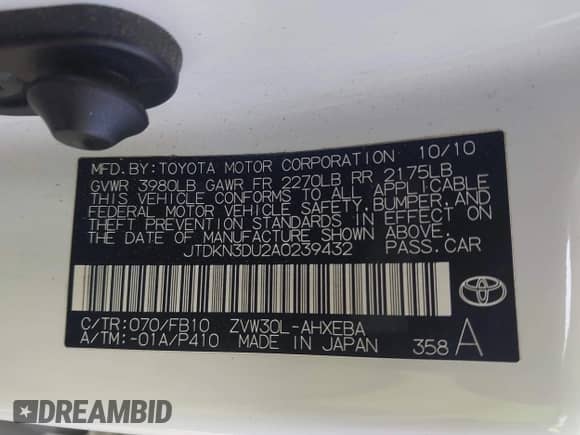 MFD. BY: TOYOTA MOTOR CORPORATION 10/10
GVWR 3980LB GAWR FR 2270LB RR 2175LB
THIS VEHICLE CONFORMS TO ALL APPLICABLE
FEDERAL MOTOR VEHICLE SAFETY, BUMPER, AND
THEFT PREVENTION STANDARDS IN EFFECT ON
THE DATE OF MANUFACTURE SHOWN ABOVE.
JTDKN3DU2A0239432 PASS. CAR
C/TR: 070/FB10 ZVW30L-AHXEBA
A/TM: -01A/P410 MADE IN JAPAN 358 A
DREAMBID